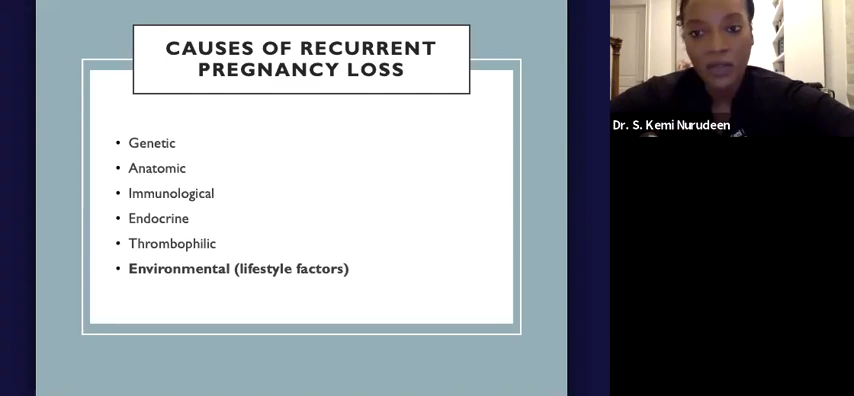 CAUSES OF RECURRENT
PREGNANCY LOSS
• Genetic
• Anatomic
• Immunological
• Endocrine
• Thrombophilic
• Environmental (lifestyle factors)
Dr. S. Kemi Nurudeen